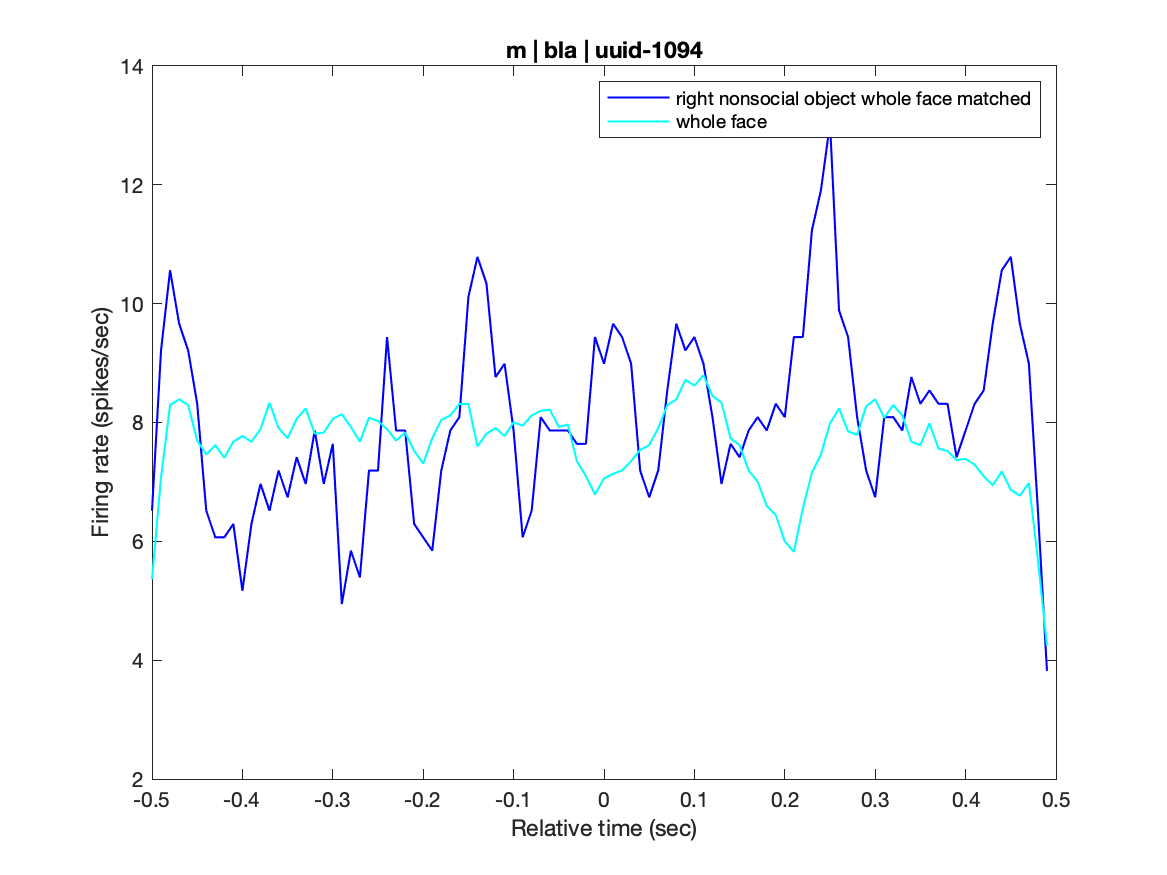 m | bla | uuid-1094
right nonsocial object whole face matched
whole face
Firing rate (spikes/sec)
14
12
10
8
6
4
2
-0.5 -0.4 -0.3 -0.2 -0.1 0 0.1 0.2 0.3 0.4 0.5
Relative time (sec)